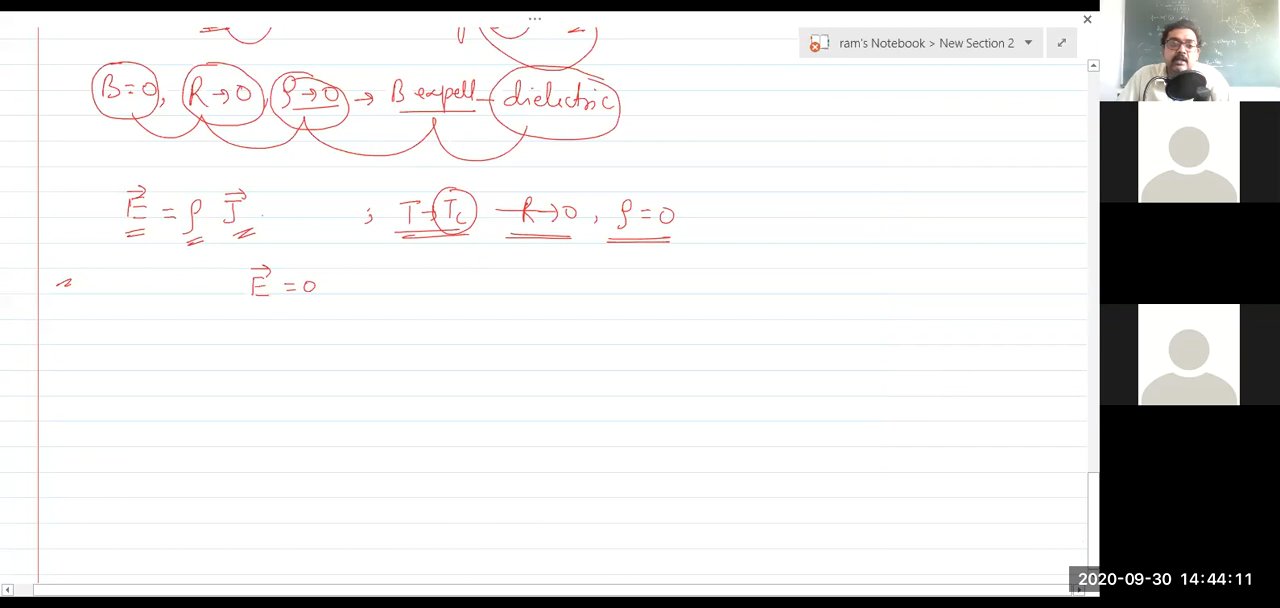 ram's Notebook > New Section 2
B=0, R→0, ρ→0 → B expell - dielectric
E⃗ = ρ J⃗ ; T→Tc R→0, ρ=0
E⃗ = 0
2020-09-30 14:44:11